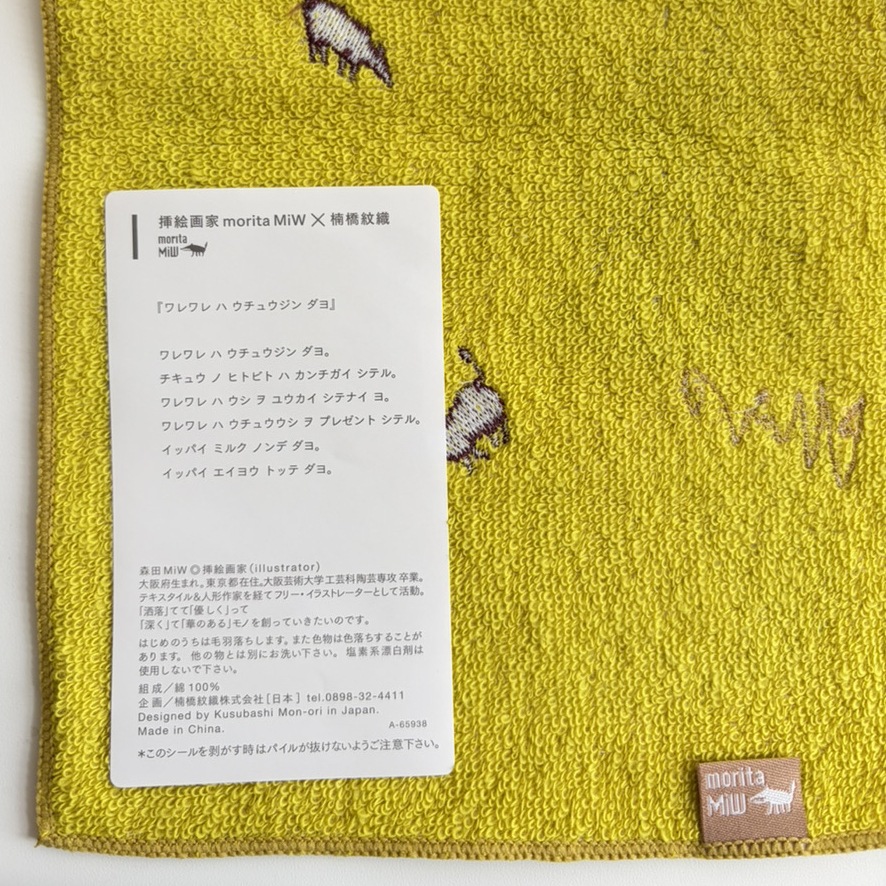 挿絵画家 morita MiW × 楠橋紋織
morita
MiW
『ワレワレ ハ ウチュウジン ダヨ』
ワレワレ ハ ウチュウジン ダヨ。
チキュウ ノ ヒトビト ハ カンチガイ シテル。
ワレワレ ハ ウシ ヲ ユウカイ シテナイ ヨ。
ワレワレ ハ ウチュウウシ ヲ プレゼント シテル。
イッパイ ミルク ノンデ ダヨ。
イッパイ エイヨウ トッテ ダヨ。
森田 MiW ◎ 挿絵画家 (illustrator)
大阪府生まれ。東京都在住。大阪芸術大学工芸科陶芸専攻 卒業。
テキスタイル&人形作家を経てフリー・イラストレーターとして活動。
「洒落」てて「優しく」って
「深く」て「華のある」モノを創っていきたいのです。
はじめのうちは毛羽落ちします。また色物は色落ちすることが
あります。 他の物とは別にお洗い下さい。 塩素系漂白剤は
使用しないで下さい。
組成/綿100%
企画/楠橋紋織株式会社[日本] tel.0898-32-4411
Designed by Kusubashi Mon-ori in Japan.
Made in China.
A-65938
*このシールを剥がす時はパイルが抜けないようご注意下さい。
morita
MiW